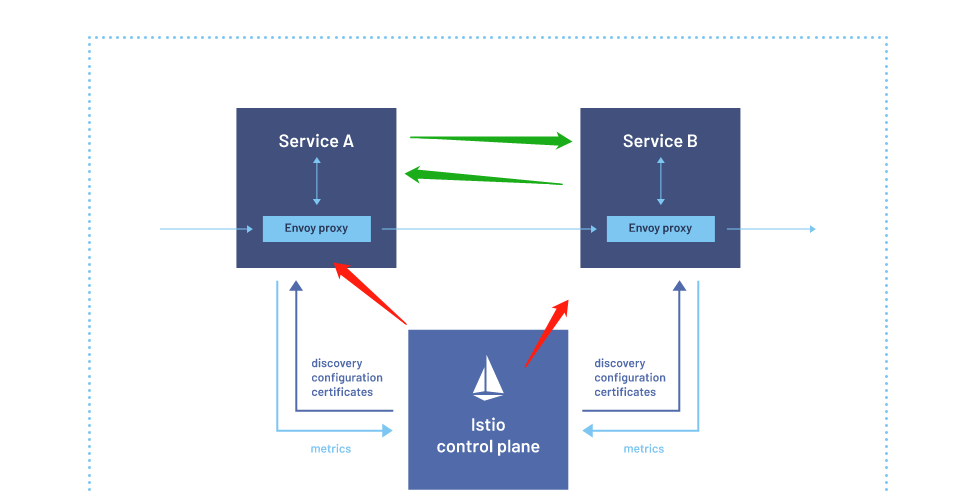 Service A
Service B
Envoy proxy
Envoy proxy
discovery
configuration
certificates
discovery
configuration
certificates
Istio
control plane
metrics
metrics